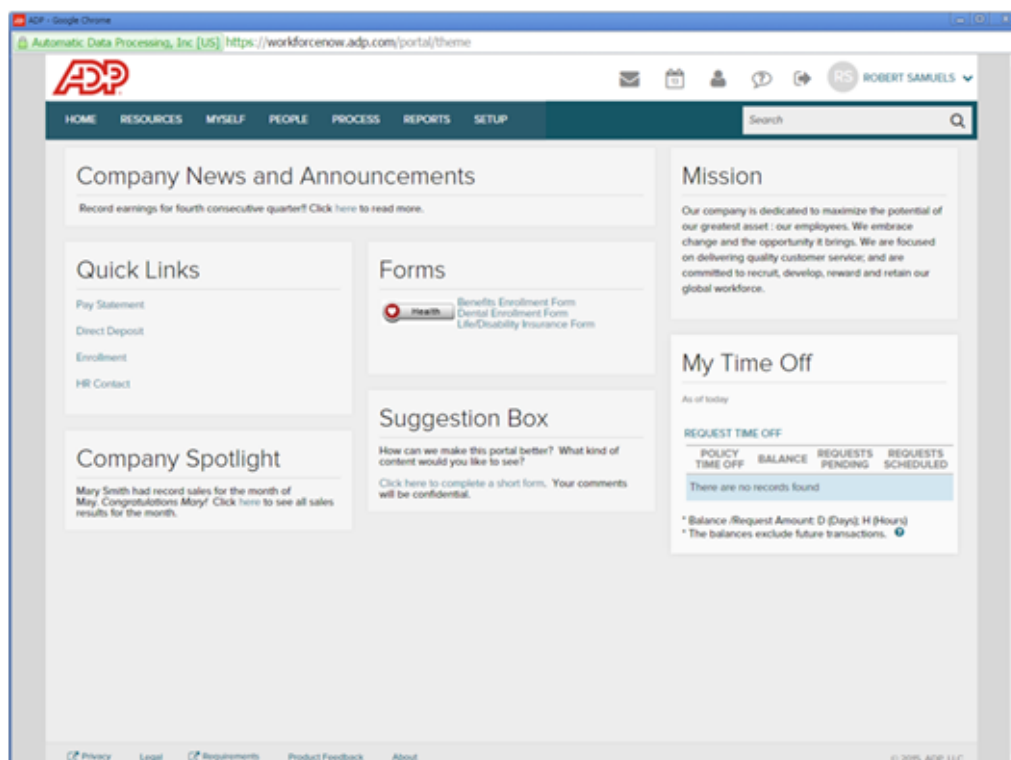 ADP - Google Chrome
Automatic Data Processing, Inc [US] https://workforcenow.adp.com/portal/theme
ADP
10
RS
ROBERT SAMUELS
HOME RESOURCES MYSELF PEOPLE PROCESS REPORTS SETUP
Search
Company News and Announcements
Record earnings for fourth consecutive quarter!! Click here to read more.
Mission
Our company is dedicated to maximize the potential of
our greatest asset : our employees. We embrace
change and the opportunity it brings. We are focused
on delivering quality customer service; and are
committed to recruit, develop, reward and retain our
global workforce.
Quick Links
Pay Statement
Direct Deposit
Enrollment
HR Contact
Forms
Health
Benefits Enrollment Form
Dental Enrollment Form
Life/Disability Insurance Form
My Time Off
As of today
REQUEST TIME OFF
POLICY TIME OFF BALANCE REQUESTS PENDING REQUESTS SCHEDULED
There are no records found
* Balance /Request Amount: D (Days); H (Hours)
* The balances exclude future transactions.
Suggestion Box
How can we make this portal better? What kind of
content would you like to see?
Click here to complete a short form. Your comments
will be confidential.
Company Spotlight
Mary Smith had record sales for the month of
May. Congratulations Mary! Click here to see all sales
results for the month.
Privacy Legal Requirements Product Feedback About
© 2015, ADP, LLC